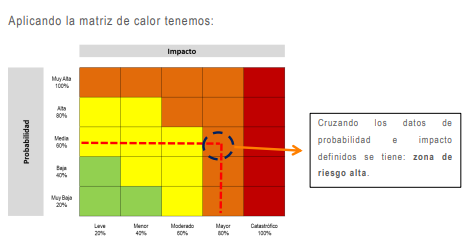 Aplicando la matriz de calor tenemos:
Impacto
Probabilidad
Muy Alta
100%
Alta
80%
Media
60%
Baja
40%
Muy Baja
20%
Leve
20%
Menor
40%
Moderado
60%
Mayor
80%
Catastrófico
100%
Cruzando los datos de
probabilidad e impacto
definidos se tiene: zona de
riesgo alta.